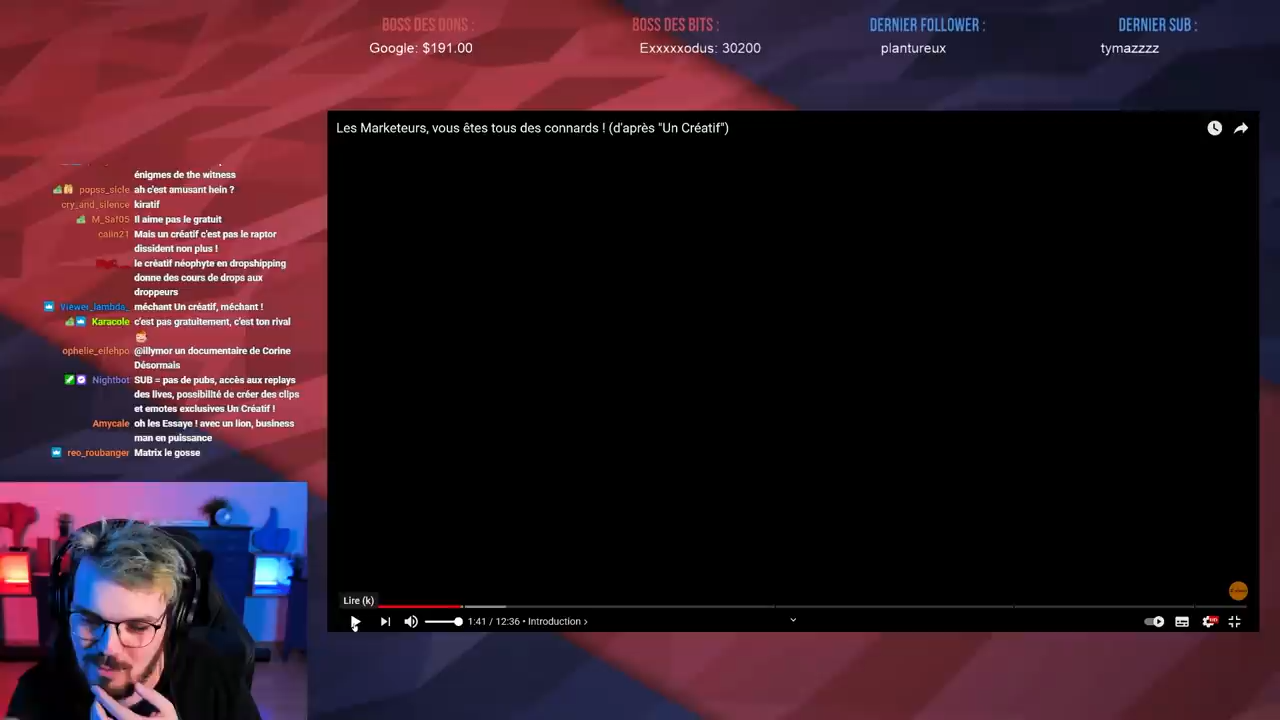 BOSS DES DONS :
Google: $191.00
BOSS DES BITS :
Exxxxxodus: 30200
DERNIER FOLLOWER :
plantureux
DERNIER SUB :
tymazzzz
Les Marketeurs, vous êtes tous des connards ! (d'après "Un Créatif")
énigmes de the witness
popss_sicle ah c'est amusant hein ?
cry_and_silence kiratif
M_Saf05 Il aime pas le gratuit
Mais un créatif c'est pas le raptor
dissident non plus !
le créatif néophyte en dropshipping
donne des cours de drops aux
droppeurs
Viewer_lambda_ méchant Un créatif, méchant !
Karacole c'est pas gratuitement, c'est ton rival
@illymor un documentaire de Corine
Désormais
Nightbot SUB = pas de pubs, accès aux replays
des lives, possibilité de créer des clips
et emotes exclusives Un Créatif !
Amycale oh les Essaye ! avec un lion, business
man en puissance
reo_roubanger Matrix le gosse
Lire (k)
1:41 / 12:36 • Introduction ›